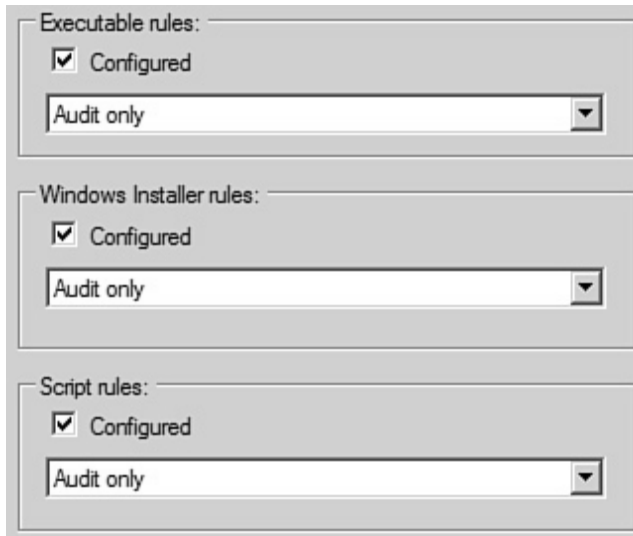 Executable rules:
Configured
Audit only
Windows Installer rules:
Configured
Audit only
Script rules:
Configured
Audit only